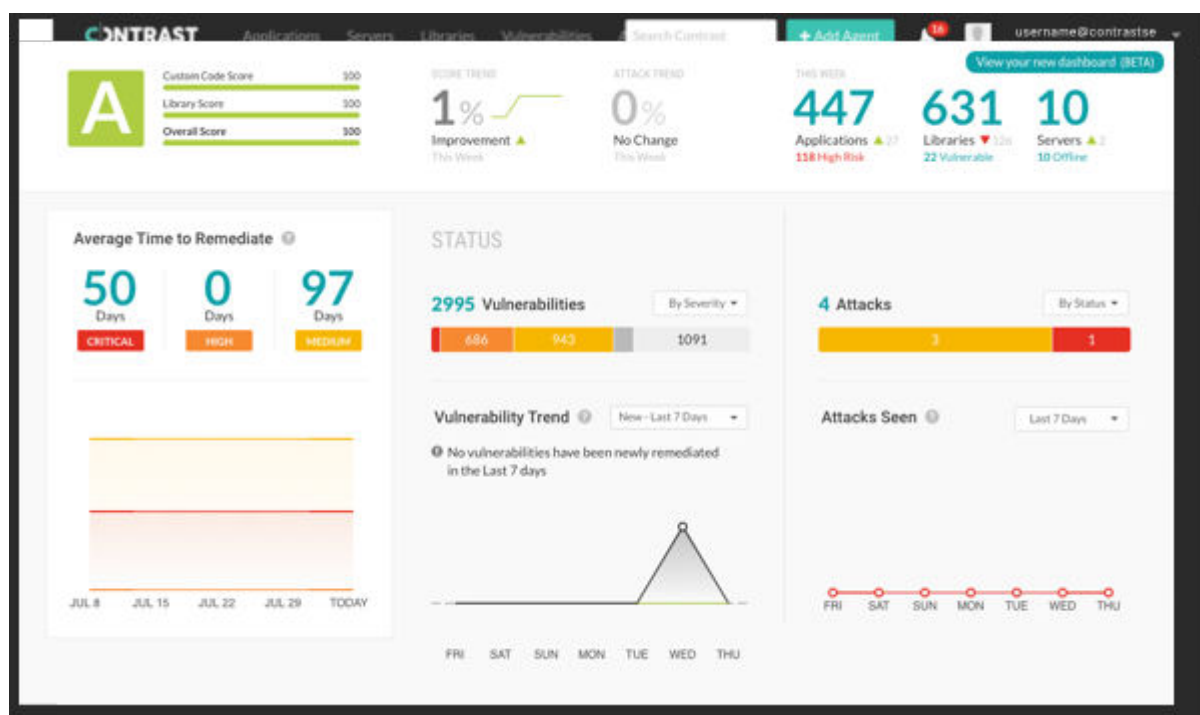 CONTRAST Applications Servers Libraries Vulnerabilities Search Contrast + Add Agent 16 username@contrastse
View your new dashboard (BETA)
A
Custom Code Score 100
Library Score 100
Overall Score 100
SCORE TREND
1%
Improvement
This Week
ATTACK TREND
0%
No Change
This Week
THIS WEEK
447
Applications 27
118 High Risk
631
Libraries
22 Vulnerable
10
Servers 2
10 Offline
Average Time to Remediate
50
Days
CRITICAL
0
Days
HIGH
97
Days
MEDIUM
JUL 8 JUL 15 JUL 22 JUL 29 TODAY
STATUS
2995 Vulnerabilities By Severity
686 943 1091
Vulnerability Trend New - Last 7 Days
No vulnerabilities have been newly remediated
in the Last 7 days
FRI SAT SUN MON TUE WED THU
4 Attacks By Status
3 1
Attacks Seen Last 7 Days
FRI SAT SUN MON TUE WED THU